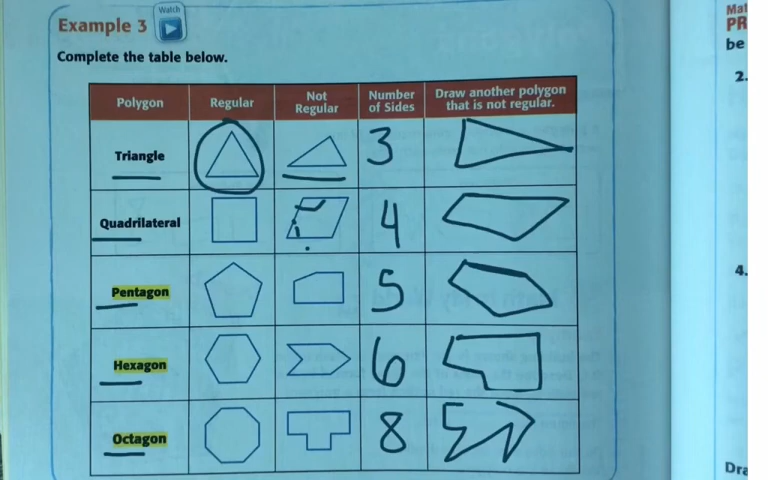 Watch
Example 3
Complete the table below.
Polygon Regular Not Regular Number of Sides Draw another polygon that is not regular.
Triangle 3
Quadrilateral 4
Pentagon 5
Hexagon 6
Octagon 8
Mat
PR
be
2.
4.
Dra